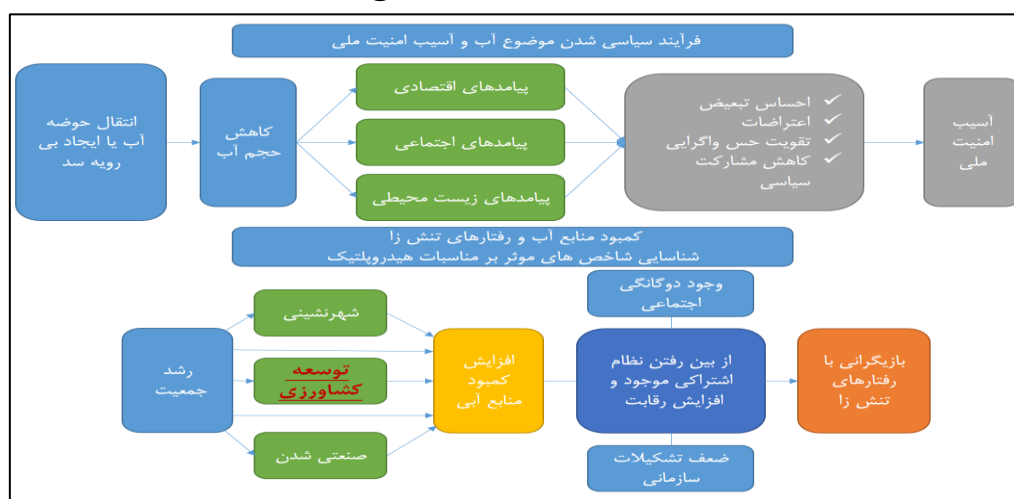 فرآیند سیاسی شدن موضوع آب و آسیب امنیت ملی
انتقال حوضه
آب یا ایجاد بی
رویه سد
کاهش
حجم آب
پیامدهای اقتصادی
پیامدهای اجتماعی
پیامدهای زیست محیطی
✓ احساس تبعیض
✓ اعتراضات
✓ تقویت حس واگرایی
✓ کاهش مشارکت
سیاسی
آسیب
امنیت
ملی
کمبود منابع آب و رفتارهای تنش زا
شناسایی شاخص های موثر بر مناسبات هیدروپلتیک
رشد
جمعیت
شهرنشینی
توسعه
کشاورزی
صنعتی شدن
افزایش
کمبود
منابع آبی
وجود دوگانگی
اجتماعی
از بین رفتن نظام
اشتراکی موجود و
افزایش رقابت
ضعف تشکیلات
سازمانی
بازیگرانی با
رفتارهای
تنش زا